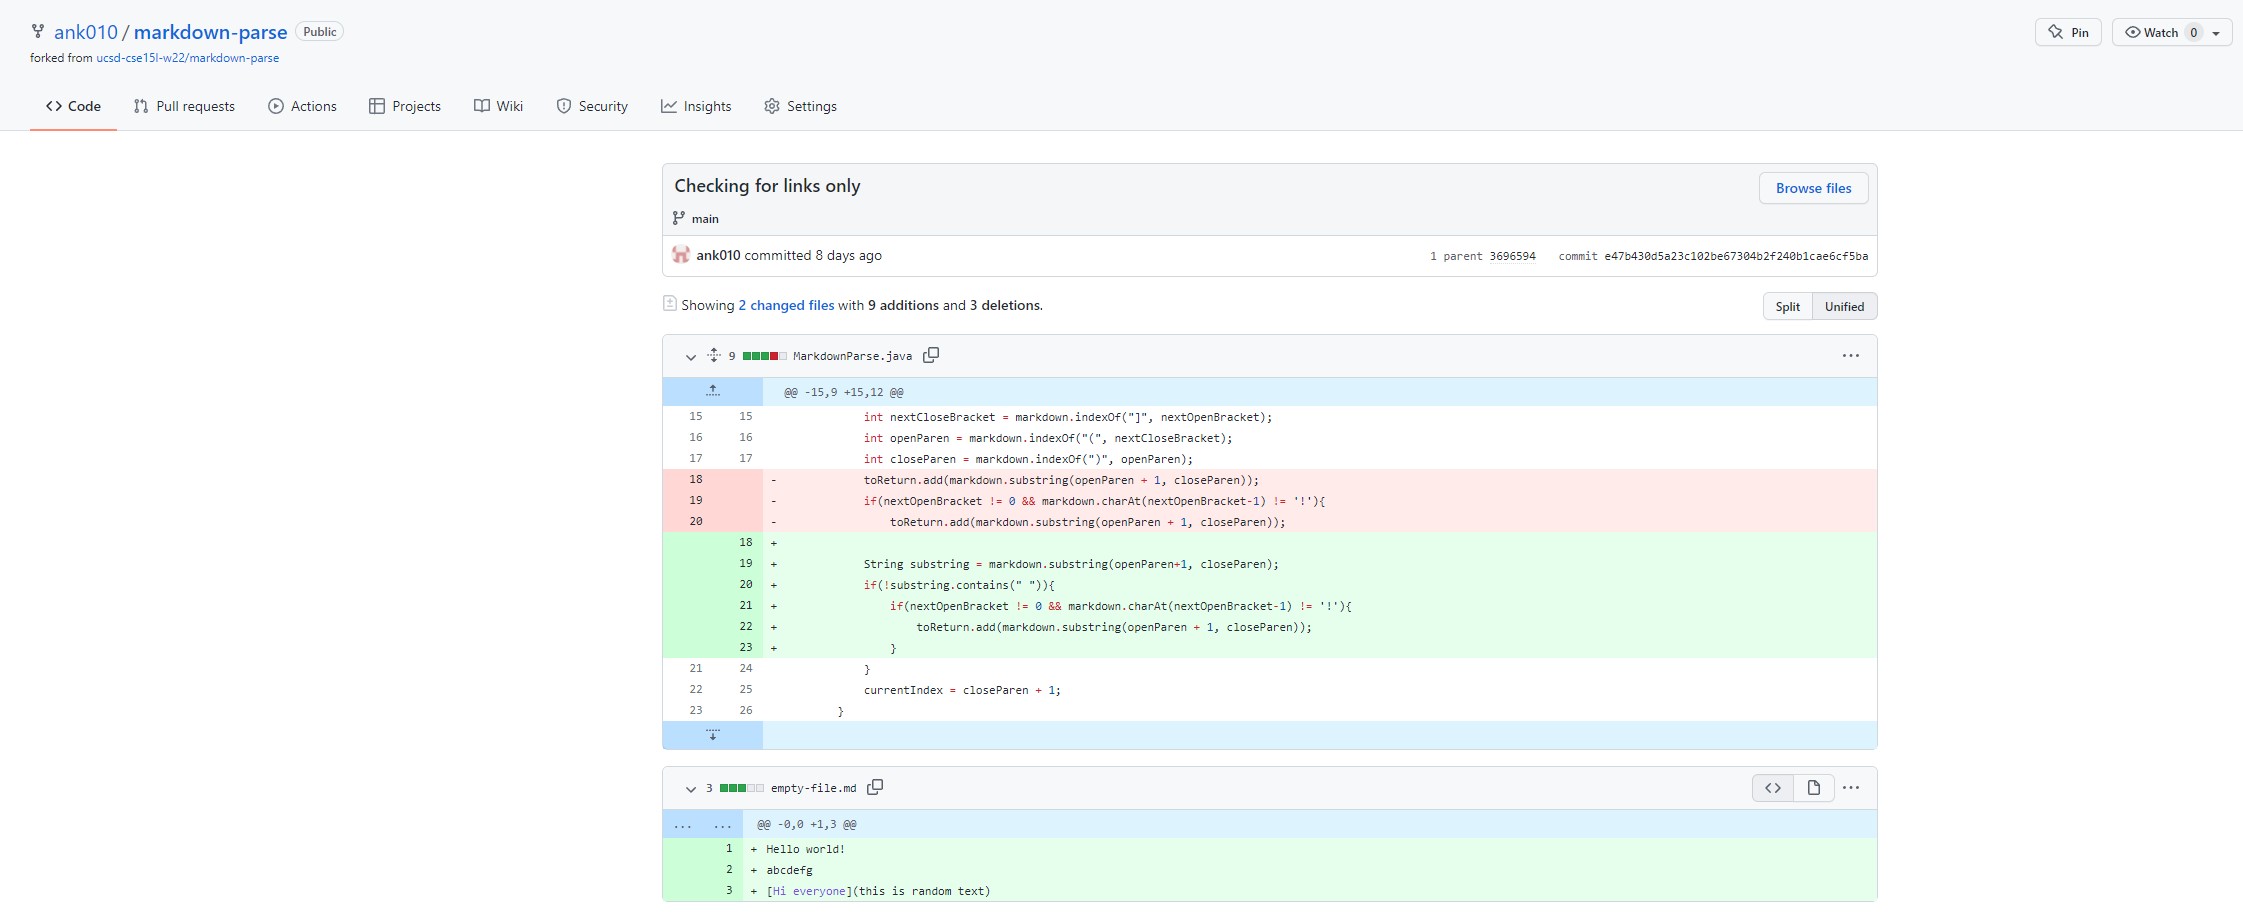 ank010 / markdown-parse Public
Pin
Watch 0
forked from ucsd-cse15l-w22/markdown-parse
Code Pull requests Actions Projects Wiki Security Insights Settings
Checking for links only
Browse files
main
ank010 committed 8 days ago
1 parent 3696594 commit e47b430d5a23c102be67304b2f240b1cae6cf5ba
Showing 2 changed files with 9 additions and 3 deletions.
Split Unified
9 MarkdownParse.java
@@ -15,9 +15,12 @@
15 15 int nextCloseBracket = markdown.indexOf("]", nextOpenBracket);
16 16 int openParen = markdown.indexOf("(", nextCloseBracket);
17 17 int closeParen = markdown.indexOf(")", openParen);
18 - toReturn.add(markdown.substring(openParen + 1, closeParen));
19 - if(nextOpenBracket != 0 && markdown.charAt(nextOpenBracket-1) != '!'){
20 - toReturn.add(markdown.substring(openParen + 1, closeParen));
18 +
19 + String substring = markdown.substring(openParen+1, closeParen);
20 + if(!substring.contains(" ")){
21 + if(nextOpenBracket != 0 && markdown.charAt(nextOpenBracket-1) != '!'){
22 + toReturn.add(markdown.substring(openParen + 1, closeParen));
23 + }
21 24 }
22 25 currentIndex = closeParen + 1;
23 26 }
3 empty-file.md
... ... @@ -0,0 +1,3 @@
1 + Hello world!
2 + abcdefg
3 + [Hi everyone](this is random text)